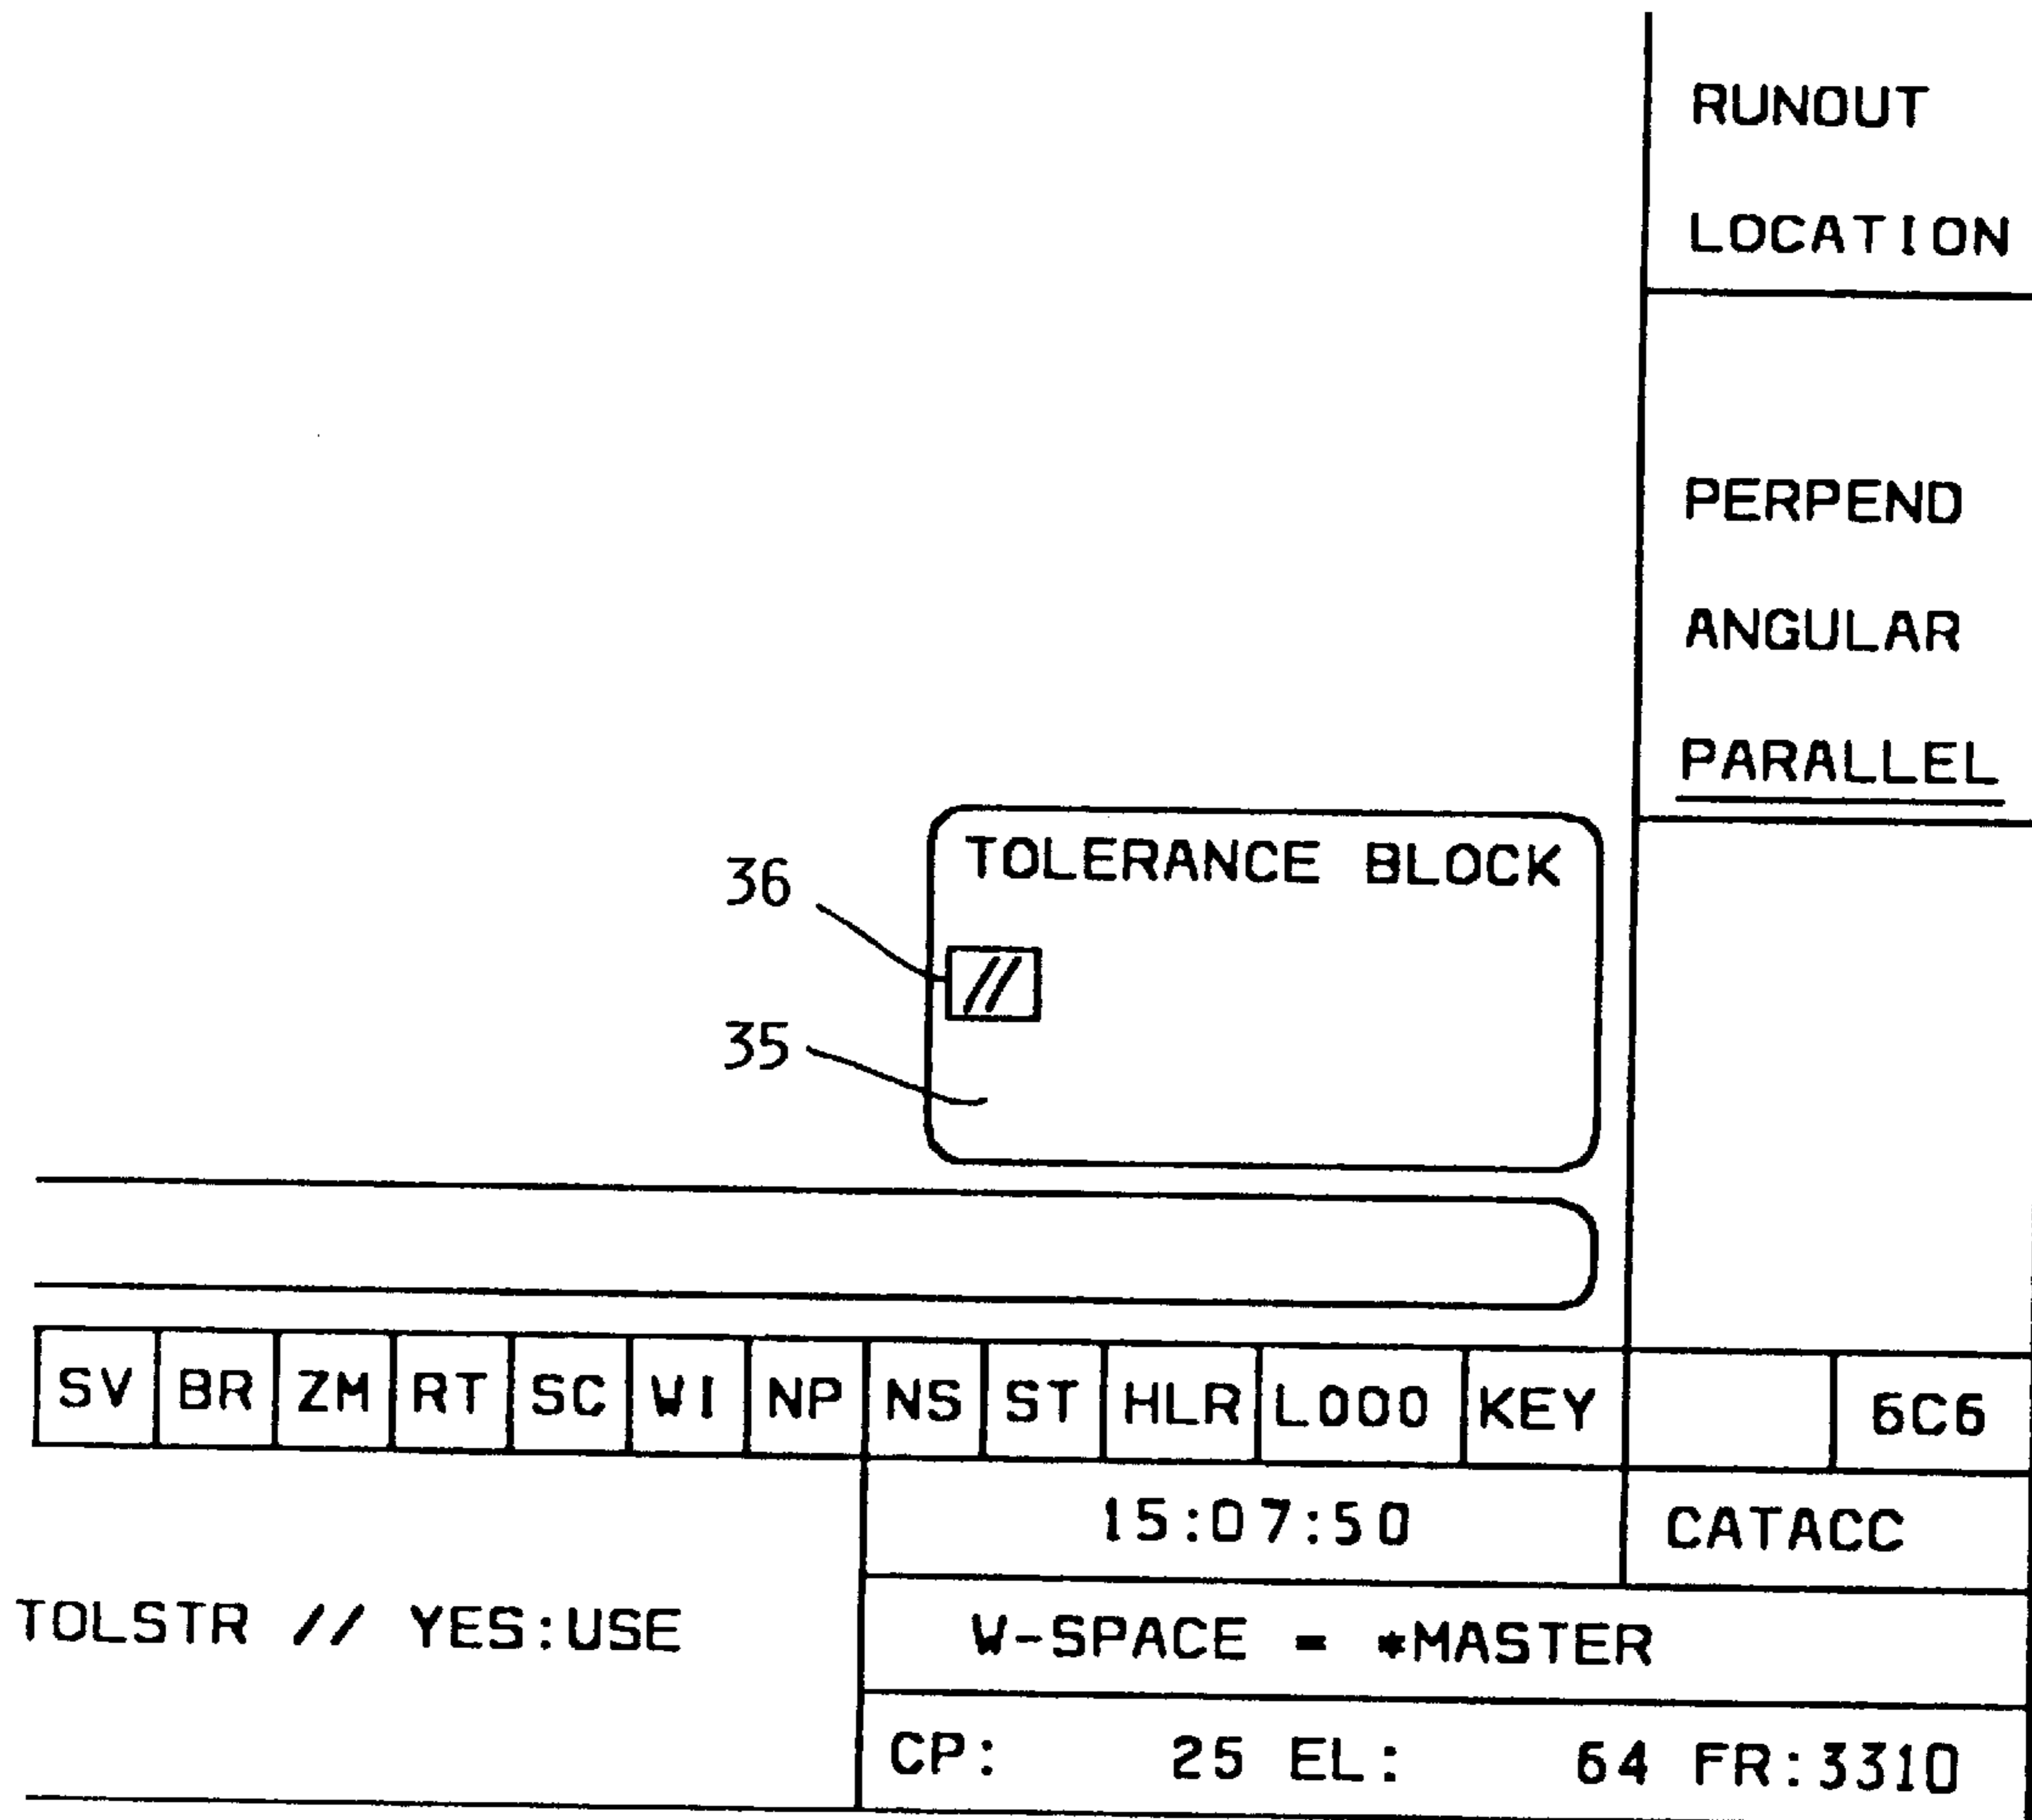 RUNOUT
LOCATION
PERPEND
ANGULAR
PARALLEL
TOLERANCE BLOCK
36
//
35
SV BR ZM RT SC WI NP NS ST HLR L000 KEY 6C6
15:07:50 CATACC
TOLSTR // YES:USE
W-SPACE = *MASTER
CP: 25 EL: 64 FR:3310